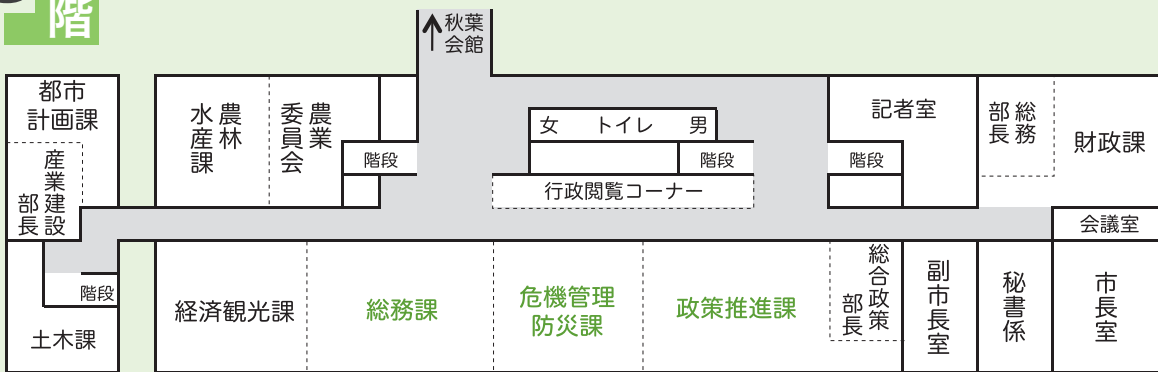 階
秋葉
会館
都市
計画課
産業建設
部長
農林
水産課
農業
委員会
階段
女 トイレ 男
階段
行政閲覧コーナー
階段
記者室
総務
部長
財政課
会議室
階段
土木課
経済観光課
総務課
危機管理
防災課
政策推進課
総合政策
部長
副市長室
秘書係
市長室